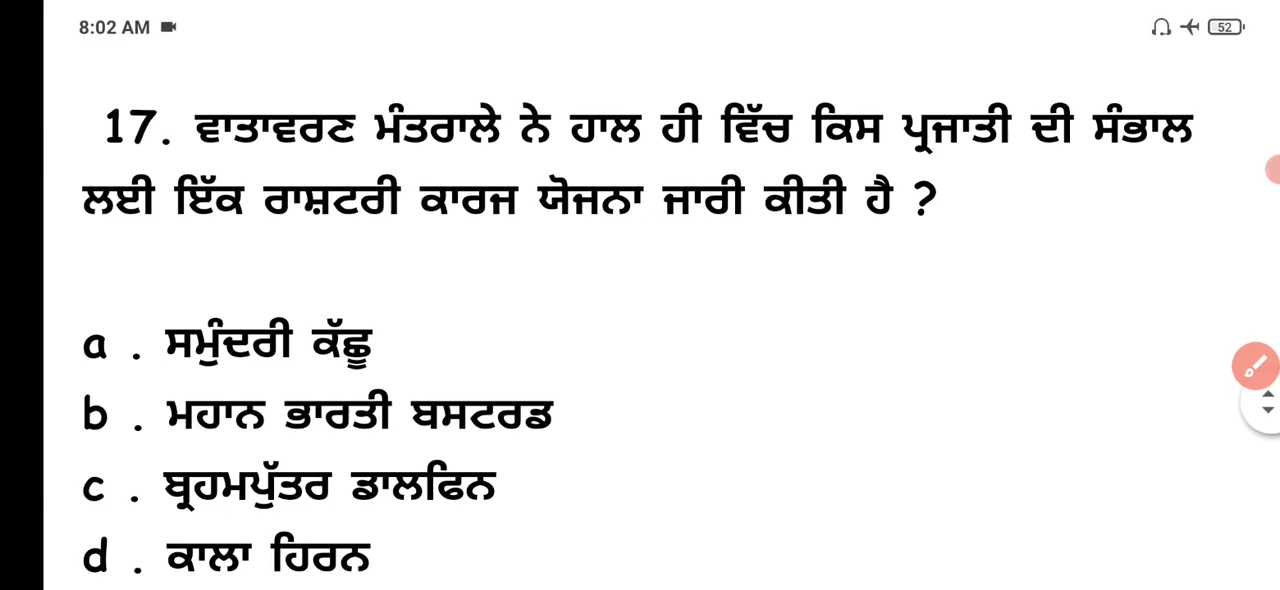 8:02 AM
52
17. ਵਾਤਾਵਰਣ ਮੰਤਰਾਲੇ ਨੇ ਹਾਲ ਹੀ ਵਿੱਚ ਕਿਸ ਪ੍ਰਜਾਤੀ ਦੀ ਸੰਭਾਲ
ਲਈ ਇੱਕ ਰਾਸ਼ਟਰੀ ਕਾਰਜ ਯੋਜਨਾ ਜਾਰੀ ਕੀਤੀ ਹੈ ?
a . ਸਮੁੰਦਰੀ ਕੱਛੂ
b . ਮਹਾਨ ਭਾਰਤੀ ਬਸਟਰਡ
c . ਬ੍ਰਹਮਪੁੱਤਰ ਡਾਲਫਿਨ
d . ਕਾਲਾ ਹਿਰਨ